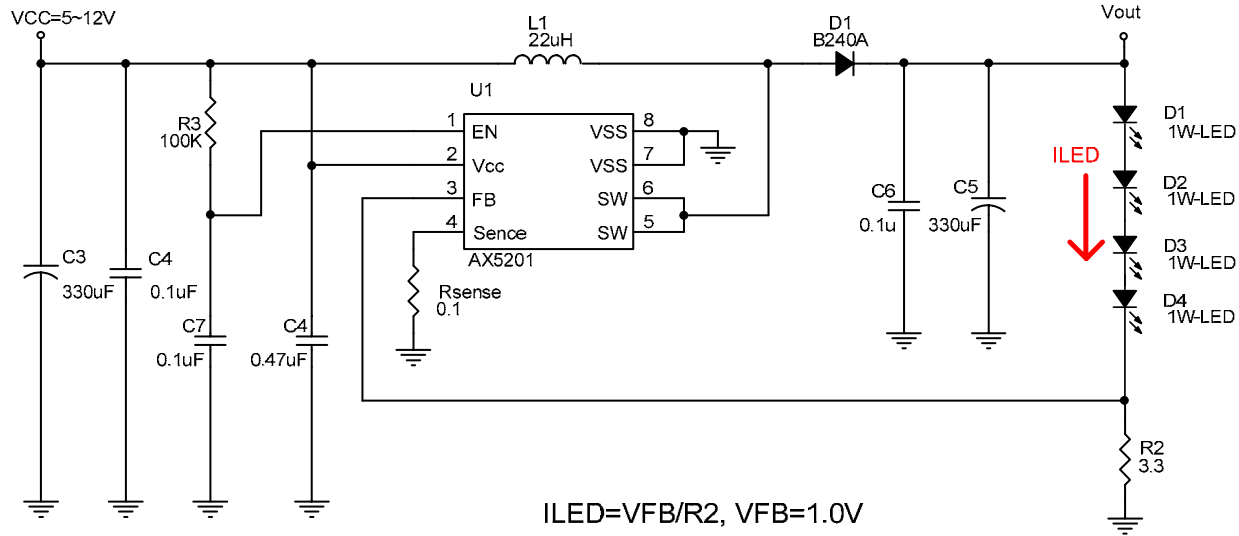 VCC=5~12V
L1
22uH
D1
B240A
Vout
U1
R3
100K
1 EN
2 Vcc
3 FB
4 Sence
VSS 8
VSS 7
SW 6
SW 5
AX5201
D1
1W-LED
ILED
D2
1W-LED
C6
0.1u
C5
330uF
D3
1W-LED
C3
330uF
C4
0.1uF
Rsense
0.1
D4
1W-LED
C7
0.1uF
C4
0.47uF
R2
3.3
ILED=VFB/R2, VFB=1.0V